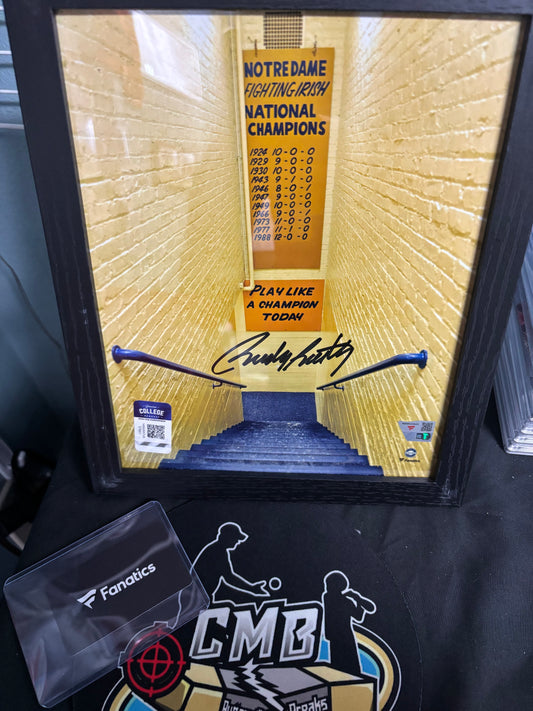 NOTRE DAME
FIGHTING IRISH
NATIONAL
CHAMPIONS
1924 10-0-0
1929 9-0-0
1930 10-0-0
1943 9-1-0
1946 8-0-1
1947 9-0-0
1949 10-0-0
1966 9-0-1
1973 11-0-0
1977 11-1-0
1988 12-0-0
PLAY LIKE
A CHAMPION
TODAY
COLLEGE
Fanatics
CMB
Breaks